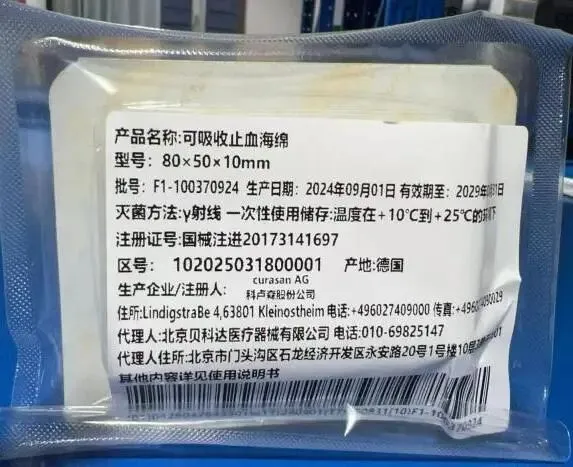 产品名称:可吸收止血海绵
型号: 80×50×10mm
批号: F1-100370924 生产日期: 2024年09月01日 有效期至: 2029年
灭菌方法:γ射线 一次性使用储存:温度在+10℃到+25℃的
注册证号:国械注进20173141697
区号: 102025031800001 产地:德国
生产企业/注册人: curasan AG
科卢森股份公司
住所:LindigstraBe 4,63801 Kleinostheim 电话:+496027409000 传真:
代理人:北京贝科达医疗器械有限公司 电话:010-69825147
代理人住所:北京市门头沟区石龙经济开发区永安路20号1号楼10层
其他内容详见使用说明书